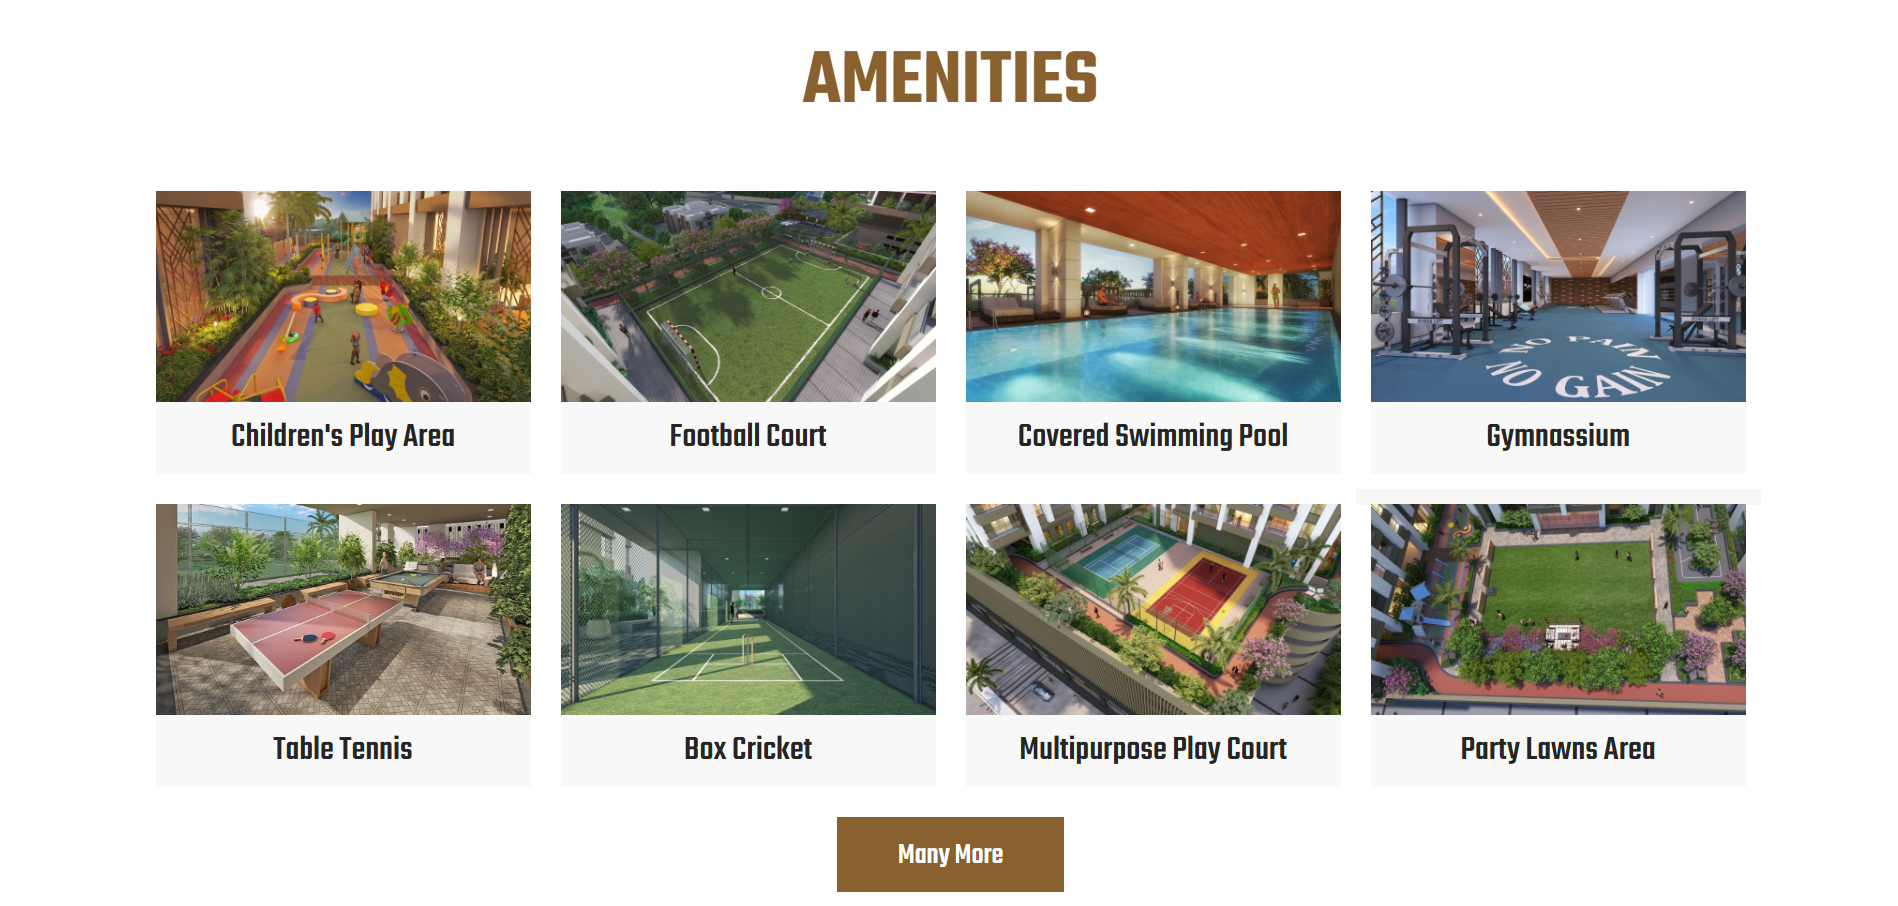 AMENITIES
NO PAIN
NO GAIN
Children's Play Area
Football Court
Covered Swimming Pool
Gymnassium
Table Tennis
Box Cricket
Multipurpose Play Court
Party Lawns Area
Many More